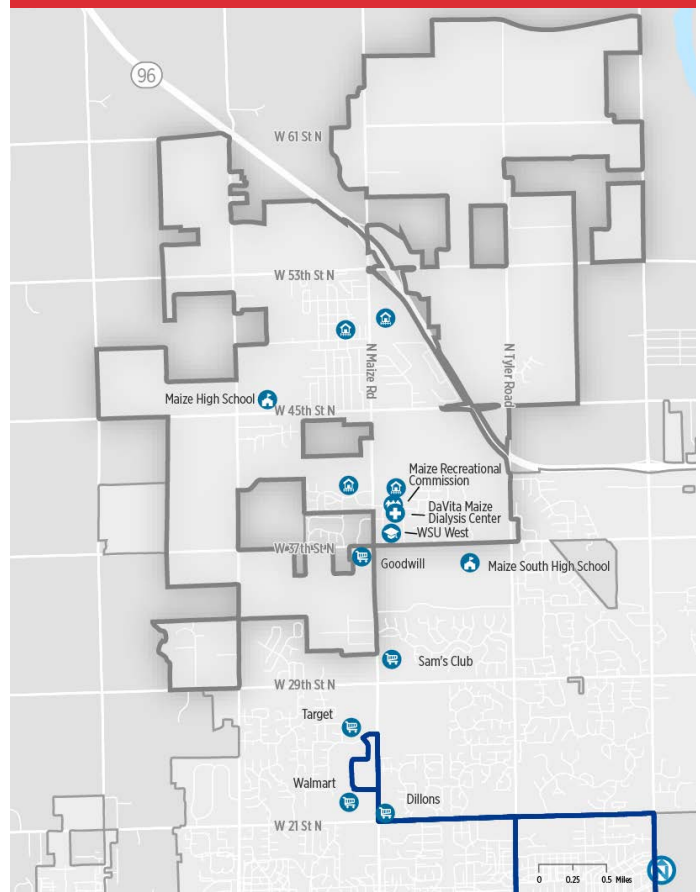 96
W 61 St N
W 53th St N
N Maize Rd
N Tyler Road
Maize High School
W 45th St N
Maize Recreational
Commission
DaVita Maize
Dialysis Center
WSU West
W 37th St N
Goodwill
Maize South High School
Sam's Club
W 29th St N
Target
Walmart
Dillons
W 21 St N
0 0.25 0.5 Miles
N